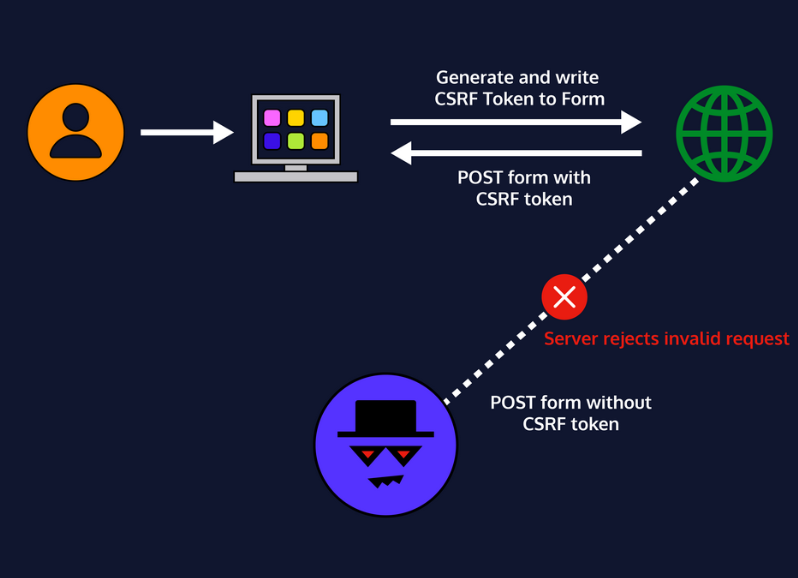 Generate and write
CSRF Token to Form
POST form with
CSRF token
Server rejects invalid request
POST form without
CSRF token